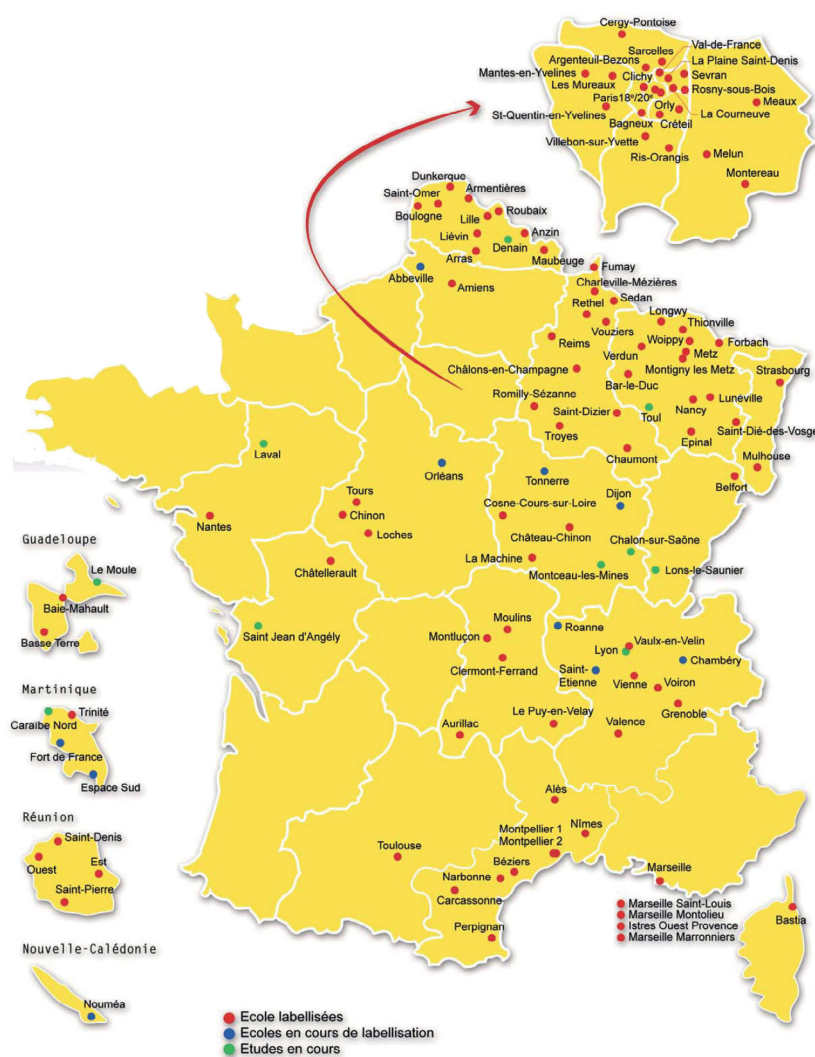 Cergy-Pontoise
Sarcelles
Val-de-France
Argenteuil-Bezons
La Plaine Saint-Denis
Mantes-en-Yvelines
Clichy
Sevran
Les Mureaux
Rosny-sous-Bois
Paris18e/20e
Meaux
St-Quentin-en-Yvelines
Orly
La Courneuve
Bagneux
Créteil
Villebon-sur-Yvette
Ris-Orangis
Melun
Montereau
Dunkerque
Saint-Omer
Armentières
Boulogne
Lille
Roubaix
Liévin
Anzin
Denain
Arras
Maubeuge
Abbeville
Amiens
Fumay
Charleville-Mézières
Rethel
Sedan
Longwy
Thionville
Vouziers
Woippy
Forbach
Reims
Verdun
Metz
Montigny les Metz
Strasbourg
Châlons-en-Champagne
Bar-le-Duc
Romilly-Sézanne
Saint-Dizier
Lunéville
Nancy
Toul
Troyes
Epinal
Saint-Dié-des-Vosge
Chaumont
Mulhouse
Belfort
Laval
Orléans
Tonnerre
Dijon
Tours
Cosne-Cours-sur-Loire
Nantes
Chinon
Château-Chinon
Loches
Chalon-sur-Saône
La Machine
Châtellerault
Montceau-les-Mines
Lons-le-Saunier
Saint Jean d'Angély
Moulins
Roanne
Montluçon
Vaulx-en-Velin
Lyon
Clermont-Ferrand
Saint-
Etienne
Chambéry
Vienne
Voiron
Le Puy-en-Velay
Grenoble
Aurillac
Valence
Alès
Montpellier 1
Nîmes
Montpellier 2
Toulouse
Béziers
Narbonne
Marseille
Carcassonne
Perpignan
Marseille Saint-Louis
Marseille Montolieu
Istres Ouest Provence
Marseille Marronniers
Bastia
Guadeloupe
Le Moule
Baie-Mahault
Basse Terre
Martinique
Trinité
Caraïbe Nord
Fort de France
Espace Sud
Réunion
Saint-Denis
Ouest
Est
Saint-Pierre
Nouvelle-Calédonie
Nouméa
Ecole labellisées
Ecoles en cours de labellisation
Etudes en cours